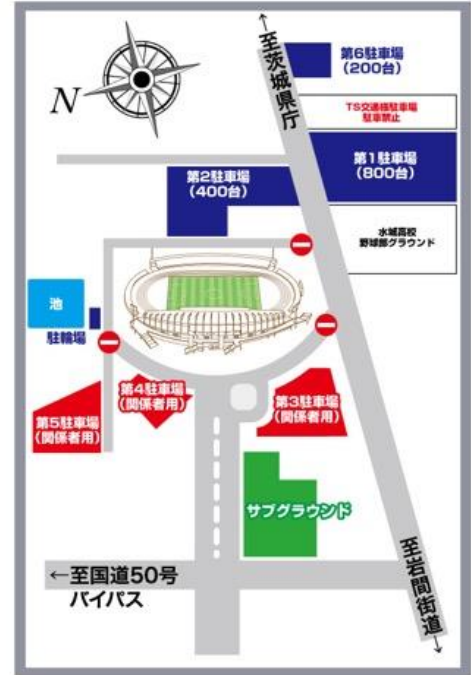 N
↑至茨城県庁
第6駐車場
(200台)
TS交通様駐車場
駐車禁止
第1駐車場
(800台)
第2駐車場
(400台)
水城高校
野球部グラウンド
池
駐輪場
第5駐車場
(関係者用)
第4駐車場
(関係者用)
第3駐車場
(関係者用)
サブグラウンド
←至国道50号
バイパス
至岩間街道↓